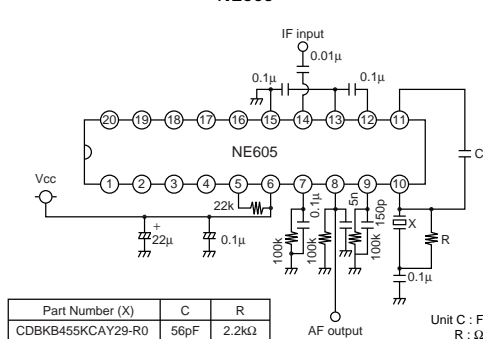 NE605
IF input
0.01μ
0.1μ
0.1μ
20 19 18 17 16 15 14 13 12 11
NE605
C
1 2 3 4 5 6 7 8 9 10
Vcc
22k
+
22μ
0.1μ
100k
0.1μ
100k
5n
100k
150p
X
R
0.1μ
Part Number (X) C R
CDBKB455KCAY29-R0 56pF 2.2kΩ
AF output
Unit C : F
R : Ω